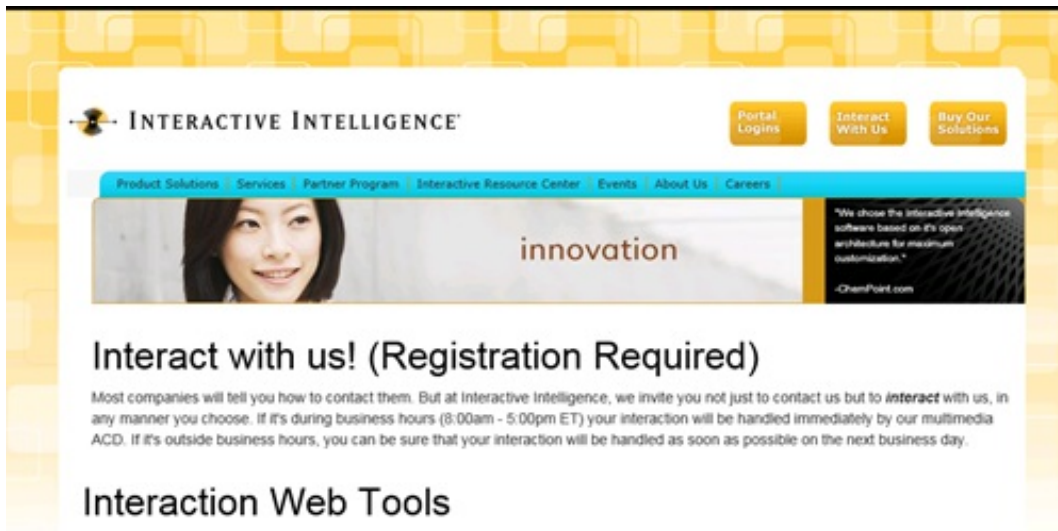 INTERACTIVE INTELLIGENCE
Portal
Logins
Interact
With Us
Buy Our
Solutions
Product Solutions Services Partner Program Interactive Resource Center Events About Us Careers
innovation
"We chose the interactive intelligence
software based on it's open
architecture for maximum
customization."
-ChemPoint.com
Interact with us! (Registration Required)
Most companies will tell you how to contact them. But at Interactive Intelligence, we invite you not just to contact us but to interact with us, in
any manner you choose. If it's during business hours (8:00am - 5:00pm ET) your interaction will be handled immediately by our multimedia
ACD. If it's outside business hours, you can be sure that your interaction will be handled as soon as possible on the next business day.
Interaction Web Tools